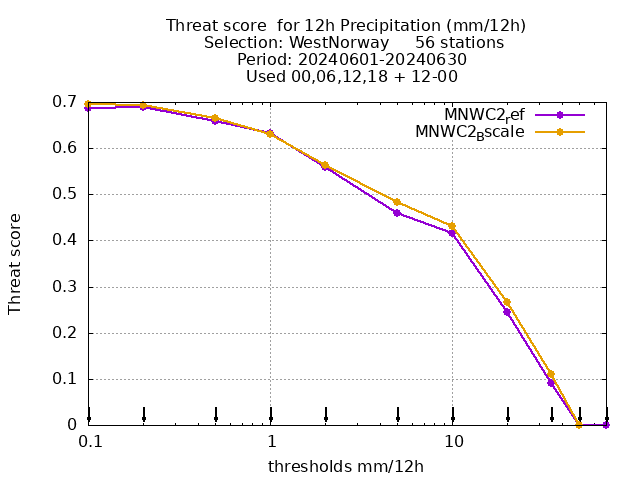 Threat score  for 12h Precipitation (mm/12h)
Selection: WestNorway     56 stations
Period: 20240601-20240630
Used 00,06,12,18 + 12-00
MNWC2ref
MNWC2Bscale
0.7
0.6
0.5
0.4
0.3
0.2
0.1
0
Threat score
0.1 1 10
thresholds mm/12h